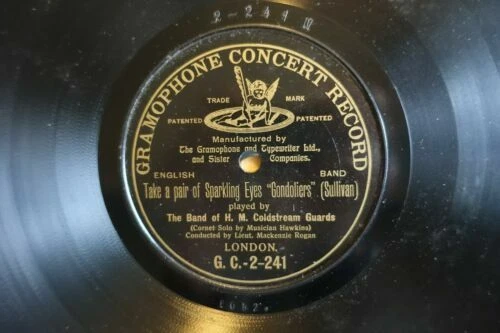 2-241 II
GRAMOPHONE CONCERT RECORD
TRADE MARK
PATENTED PATENTED
Manufactured by
The Gramophone and Typewriter Ltd.,
and Sister Companies.
ENGLISH BAND
Take a pair of Sparkling Eyes "Gondoliers" (Sullivan)
played by
The Band of H. M. Coldstream Guards
(Cornet Solo by Musician Hawkins)
Conducted by Lieut. Mackenzie Rogan
LONDON.
G. C.-2-241